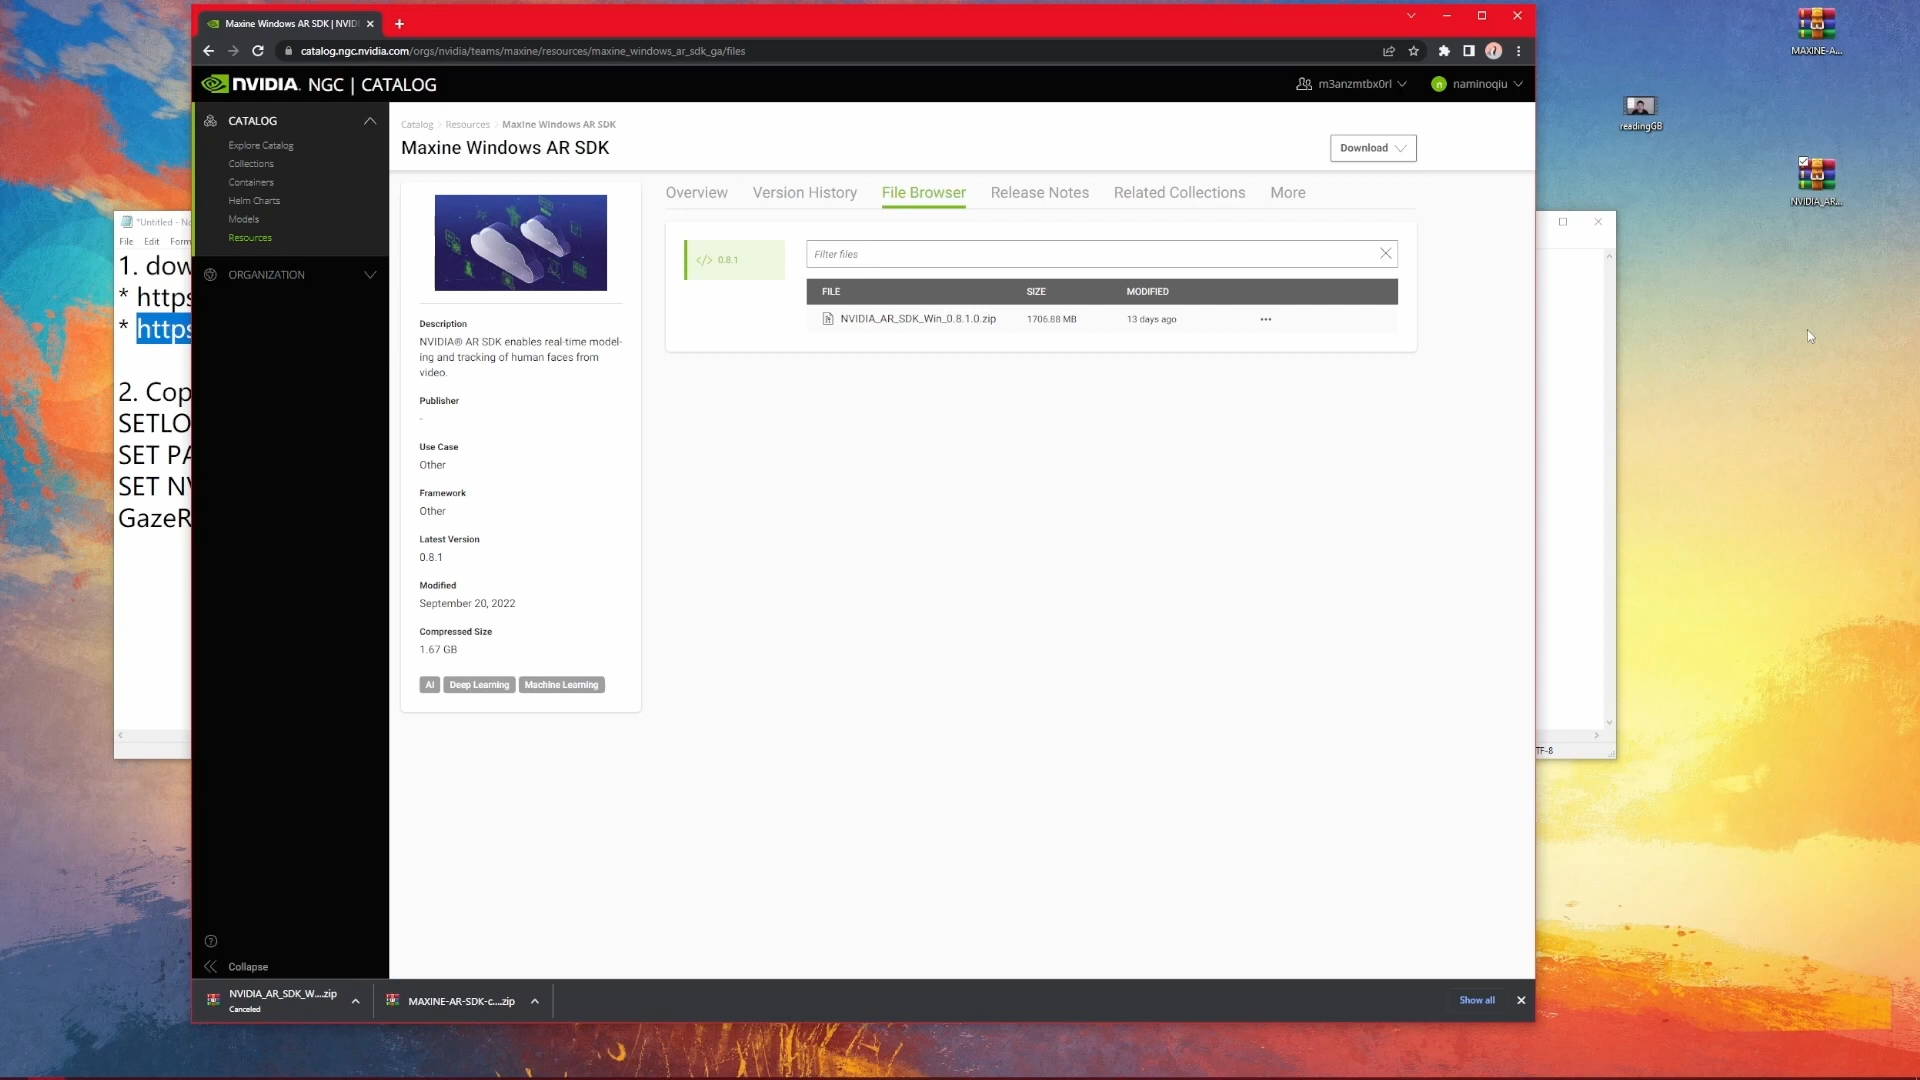 Maxine Windows AR SDK | NVID
catalog.ngc.nvidia.com/orgs/nvidia/teams/maxine/resources/maxine_windows_ar_sdk_ga/files
NVIDIA. NGC | CATALOG
m3anzmtbx0rl
n
naminoqiu
CATALOG
Explore Catalog
Collections
Containers
Helm Charts
Models
Resources
ORGANIZATION
Collapse
Catalog > Resources > Maxine Windows AR SDK
Maxine Windows AR SDK
Download
Overview
Version History
File Browser
Release Notes
Related Collections
More
Description
NVIDIA® AR SDK enables real-time model-
ing and tracking of human faces from
video.
Publisher
-
Use Case
Other
Framework
Other
Latest Version
0.8.1
Modified
September 20, 2022
Compressed Size
1.67 GB
AI
Deep Learning
Machine Learning
</> 0.8.1
Filter files
FILE SIZE MODIFIED
NVIDIA_AR_SDK_Win_0.8.1.0.zip 1706.88 MB 13 days ago
NVIDIA_AR_SDK_W....zip
Canceled
MAXINE-AR-SDK-c....zip
Show all
*Untitled - No
File Edit Form
1. dow
* https
* https
2. Cop
SETLO
SET PA
SET NV
GazeR
TF-8
MAXINE-A...
readingGB
NVIDIA_AR...